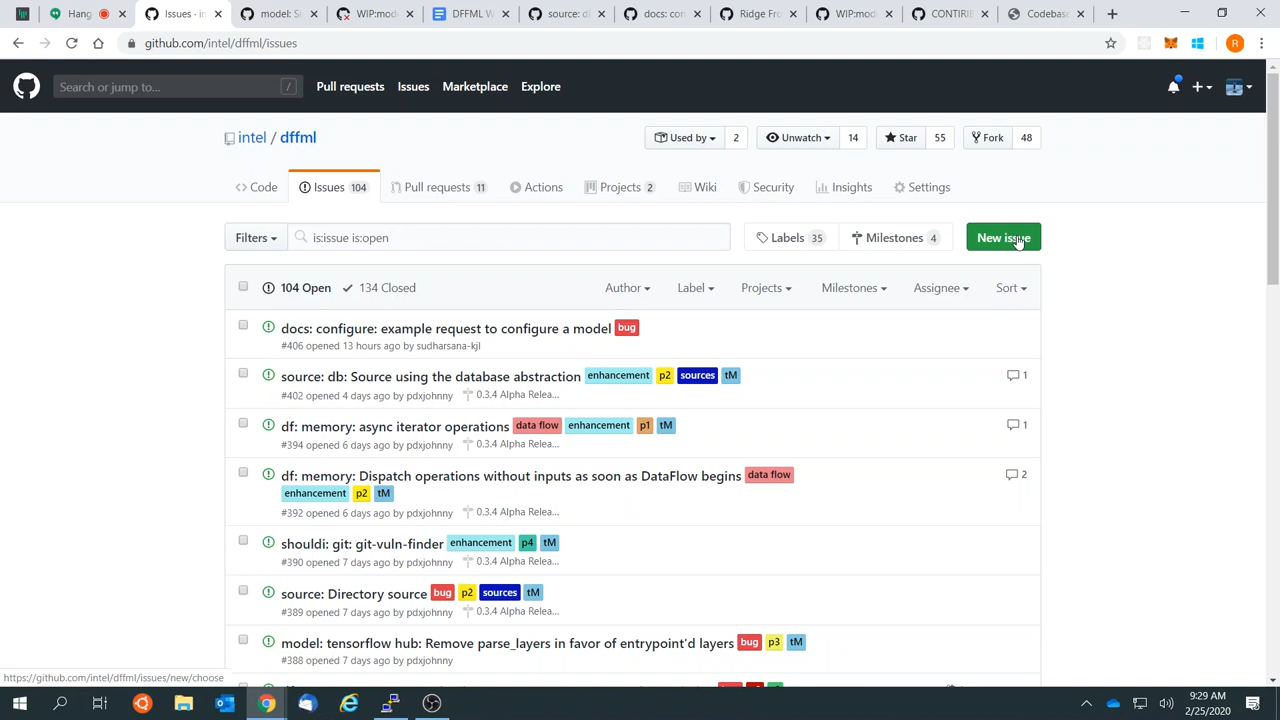 Hang
Issues - in
model: S
WIP:mod
DFFML W
source: d
docs: con
Ridge Fro
WIP:mod
CONTIRIE
Codebase
github.com/intel/dffml/issues
R
Search or jump to...
/
Pull requests
Issues
Marketplace
Explore
intel / dffml
Used by 2
Unwatch 14
Star 55
Fork 48
<> Code
Issues 104
Pull requests 11
Actions
Projects 2
Wiki
Security
Insights
Settings
Filters
is:issue is:open
Labels 35
Milestones 4
New issue
104 Open
134 Closed
Author
Label
Projects
Milestones
Assignee
Sort
docs: configure: example request to configure a model bug
#406 opened 13 hours ago by sudharsana-kjl
source: db: Source using the database abstraction enhancement p2 sources tM
1
#402 opened 4 days ago by pdxjohnny 0.3.4 Alpha Relea...
df: memory: async iterator operations data flow enhancement p1 tM
1
#394 opened 6 days ago by pdxjohnny 0.3.4 Alpha Relea...
df: memory: Dispatch operations without inputs as soon as DataFlow begins data flow
2
enhancement p2 tM
#392 opened 6 days ago by pdxjohnny 0.3.4 Alpha Relea...
shouldi: git: git-vuln-finder enhancement p4 tM
#390 opened 7 days ago by pdxjohnny 0.3.4 Alpha Relea...
source: Directory source bug p2 sources tM
#389 opened 7 days ago by pdxjohnny 0.3.4 Alpha Relea...
model: tensorflow hub: Remove parse_layers in favor of entrypoint'd layers bug p3 tM
#388 opened 7 days ago by pdxjohnny
https://github.com/intel/dffml/issues/new/choose
9:29 AM
2/25/2020